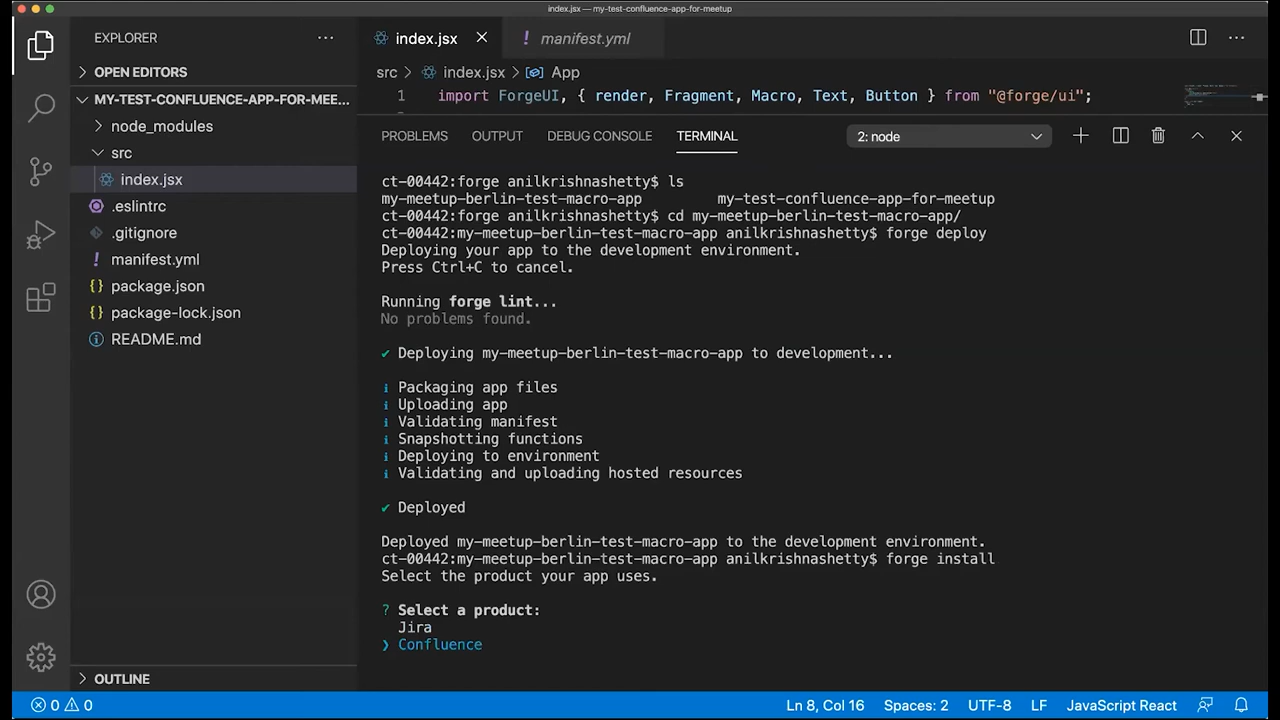 index.jsx — my-test-confluence-app-for-meetup
EXPLORER
OPEN EDITORS
MY-TEST-CONFLUENCE-APP-FOR-MEE...
node_modules
src
index.jsx
.eslintrc
.gitignore
! manifest.yml
{} package.json
{} package-lock.json
README.md
OUTLINE
index.jsx
! manifest.yml
src > index.jsx > App
1 import ForgeUI, { render, Fragment, Macro, Text, Button } from "@forge/ui";
PROBLEMS OUTPUT DEBUG CONSOLE TERMINAL 2: node
ct-00442:forge anilkrishnashetty$ ls
my-meetup-berlin-test-macro-app my-test-confluence-app-for-meetup
ct-00442:forge anilkrishnashetty$ cd my-meetup-berlin-test-macro-app/
ct-00442:my-meetup-berlin-test-macro-app anilkrishnashetty$ forge deploy
Deploying your app to the development environment.
Press Ctrl+C to cancel.
Running forge lint...
No problems found.
✔ Deploying my-meetup-berlin-test-macro-app to development...
ℹ Packaging app files
ℹ Uploading app
ℹ Validating manifest
ℹ Snapshotting functions
ℹ Deploying to environment
ℹ Validating and uploading hosted resources
✔ Deployed
Deployed my-meetup-berlin-test-macro-app to the development environment.
ct-00442:my-meetup-berlin-test-macro-app anilkrishnashetty$ forge install
Select the product your app uses.
? Select a product:
Jira
❯ Confluence
0 0 Ln 8, Col 16 Spaces: 2 UTF-8 LF JavaScript React